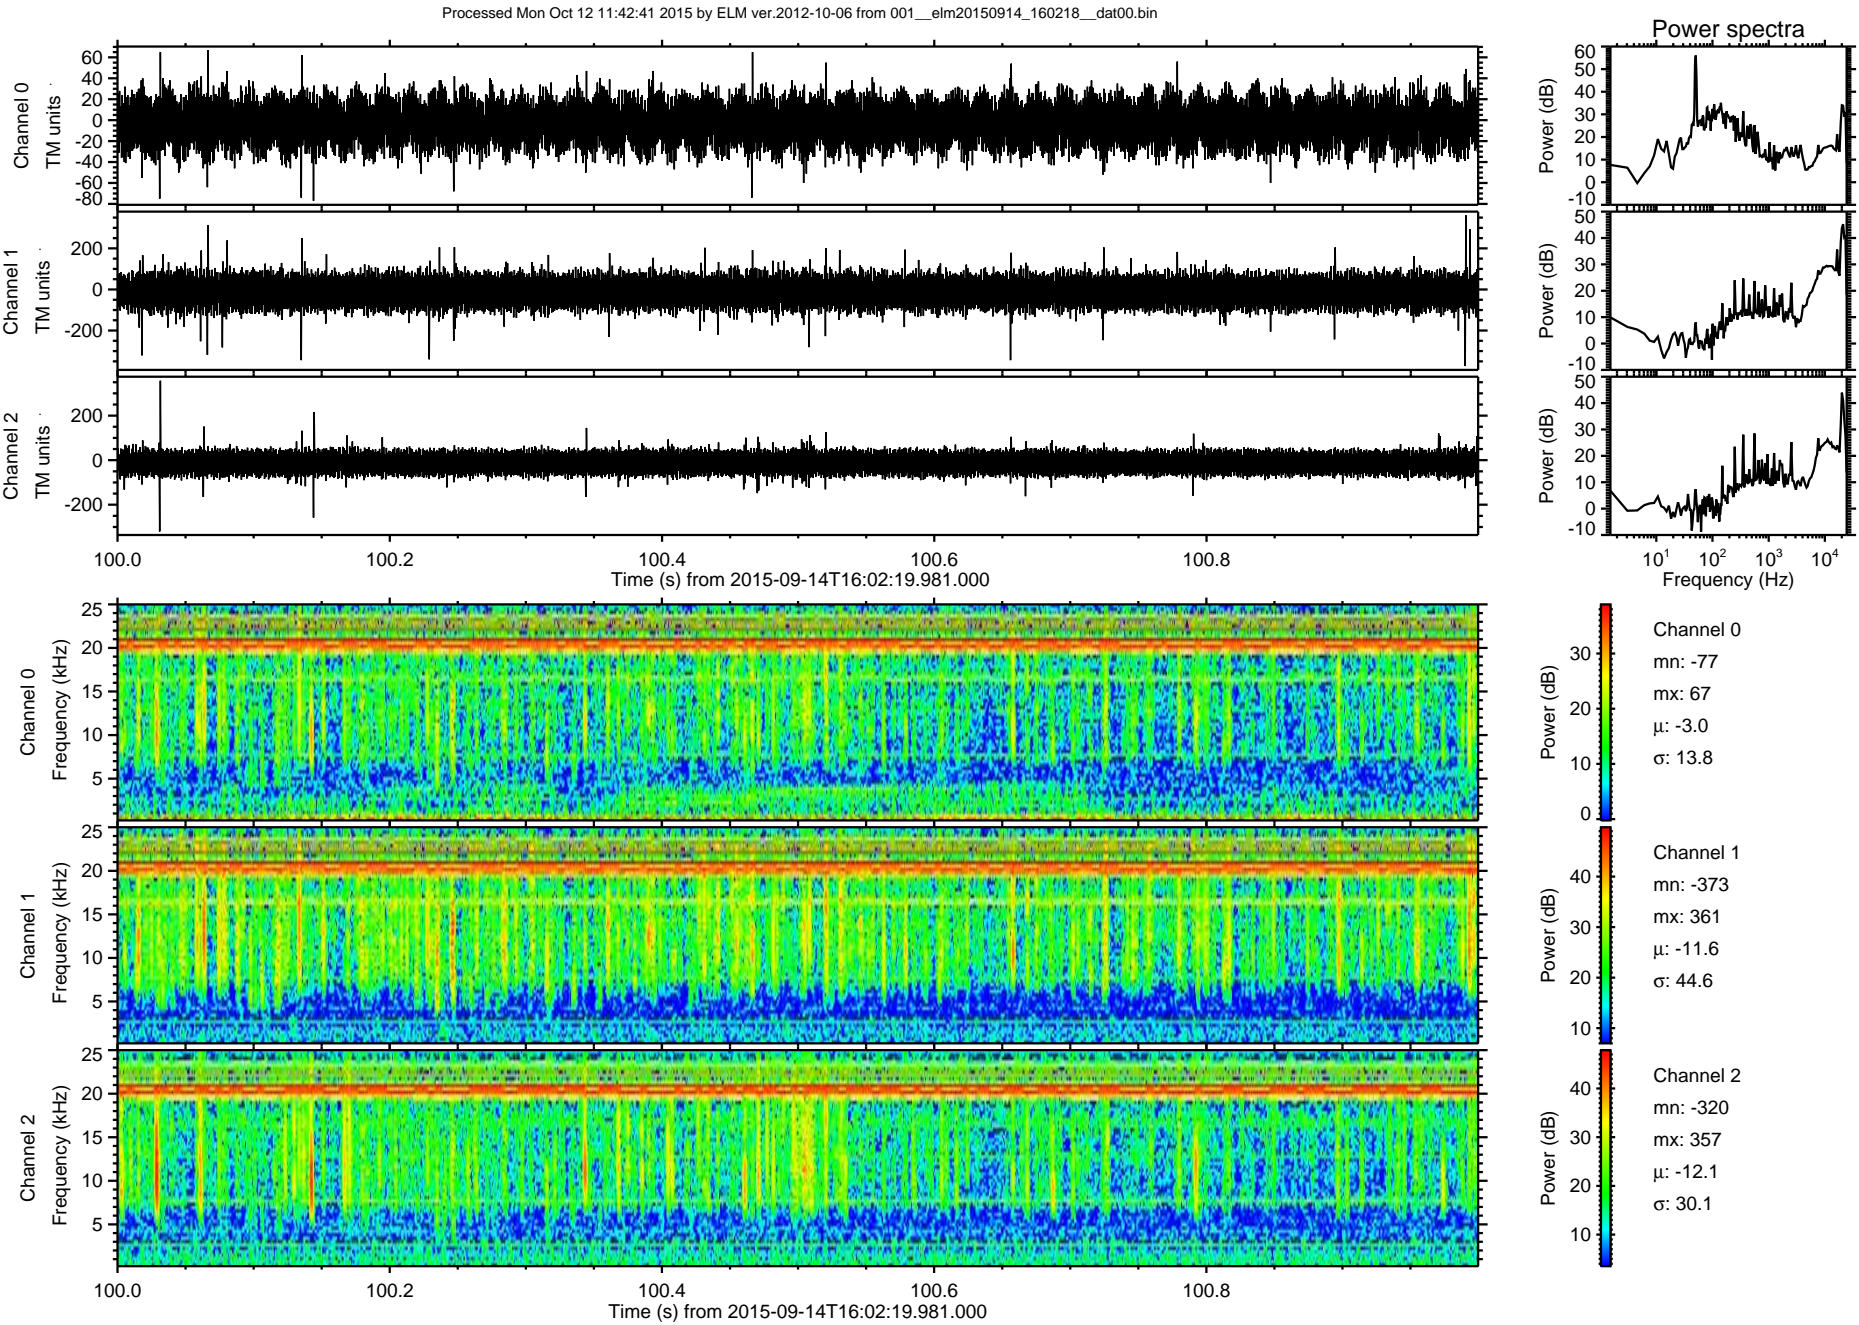 Processed Mon Oct 12 11:42:41 2015 by ELM ver.2012-10-06 from 001__elm20150914_160218__dat00.bin
Power spectra
Channel 0
TM units
60
40
20
0
-20
-40
-60
-80
Power (dB)
60
50
40
30
20
10
0
-10
Channel 1
TM units
200
0
-200
Power (dB)
50
40
30
20
10
0
-10
Channel 2
TM units
200
0
-200
Power (dB)
50
40
30
20
10
0
-10
100.0 100.2 100.4 100.6 100.8
Time (s) from 2015-09-14T16:02:19.981.000
10¹ 10² 10³ 10⁴
Frequency (Hz)
Channel 0
Frequency (kHz)
25
20
15
10
5
Power (dB)
30
20
10
0
Channel 0
mn: -77
mx: 67
μ: -3.0
σ: 13.8
Channel 1
Frequency (kHz)
25
20
15
10
5
Power (dB)
40
30
20
10
Channel 1
mn: -373
mx: 361
μ: -11.6
σ: 44.6
Channel 2
Frequency (kHz)
25
20
15
10
5
Power (dB)
40
30
20
10
Channel 2
mn: -320
mx: 357
μ: -12.1
σ: 30.1
100.0 100.2 100.4 100.6 100.8
Time (s) from 2015-09-14T16:02:19.981.000